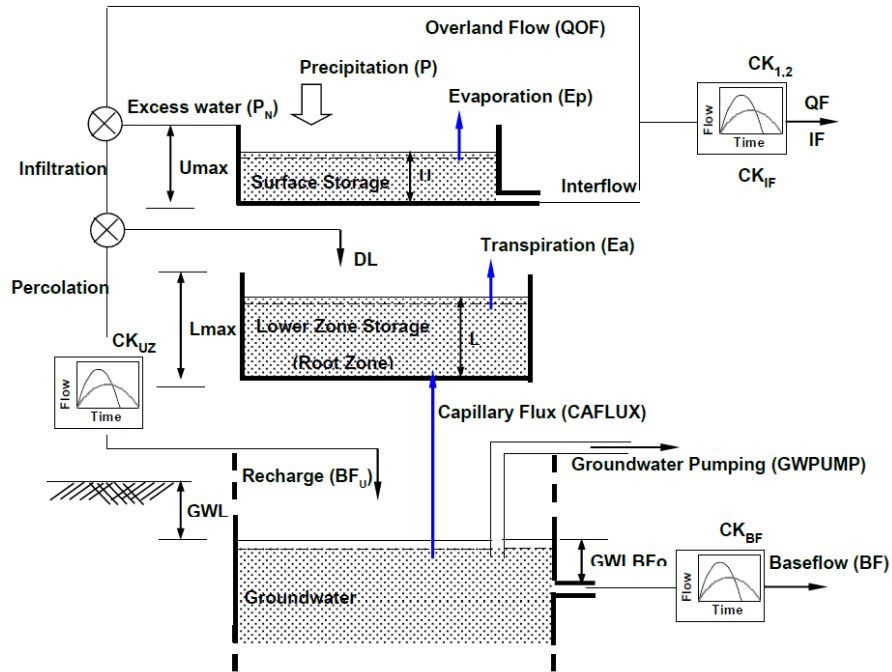 Overland Flow (QOF)
Precipitation (P)
CK1,2
Excess water (PN)
Evaporation (Ep)
QF
Flow
Time
IF
Infiltration
Umax
U
Surface Storage
Interflow
CKIF
Transpiration (Ea)
DL
Percolation
Lmax
Lower Zone Storage
L
CKUZ
(Root Zone)
Flow
Time
Capillary Flux (CAFLUX)
Groundwater Pumping (GWPUMP)
Recharge (BFU)
GWL
CKBF
GWLBFo
Baseflow (BF)
Flow
Groundwater
Time